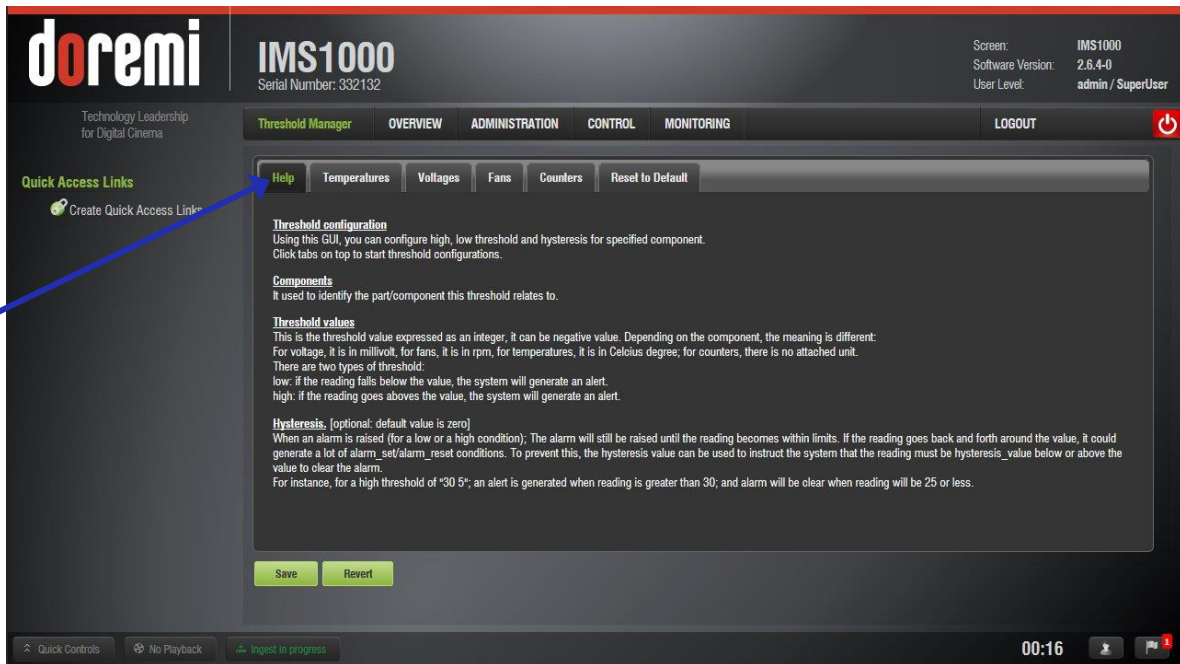 doremi
Technology Leadership
for Digital Cinema
IMS1000
Serial Number: 332132
Screen: IMS1000
Software Version: 2.6.4-0
User Level: admin / SuperUser
Threshold Manager OVERVIEW ADMINISTRATION CONTROL MONITORING LOGOUT
Quick Access Links
Create Quick Access Links
Help Temperatures Voltages Fans Counters Reset to Default
Threshold configuration
Using this GUI, you can configure high, low threshold and hysteresis for specified component.
Click tabs on top to start threshold configurations.
Components
It used to identify the part/component this threshold relates to.
Threshold values
This is the threshold value expressed as an integer, it can be negative value. Depending on the component, the meaning is different:
For voltage, it is in millivolt, for fans, it is in rpm, for temperatures, it is in Celcius degree; for counters, there is no attached unit.
There are two types of threshold:
low: if the reading falls below the value, the system will generate an alert.
high: if the reading goes aboves the value, the system will generate an alert.
Hysteresis. [optional: default value is zero]
When an alarm is raised (for a low or a high condition); The alarm will still be raised until the reading becomes within limits. If the reading goes back and forth around the value, it could
generate a lot of alarm_set/alarm_reset conditions. To prevent this, the hysteresis value can be used to instruct the system that the reading must be hysteresis_value below or above the
value to clear the alarm.
For instance, for a high threshold of "30 5"; an alert is generated when reading is greater than 30; and alarm will be clear when reading will be 25 or less.
Save Revert
Quick Controls No Playback Ingest in progress 00:16 1